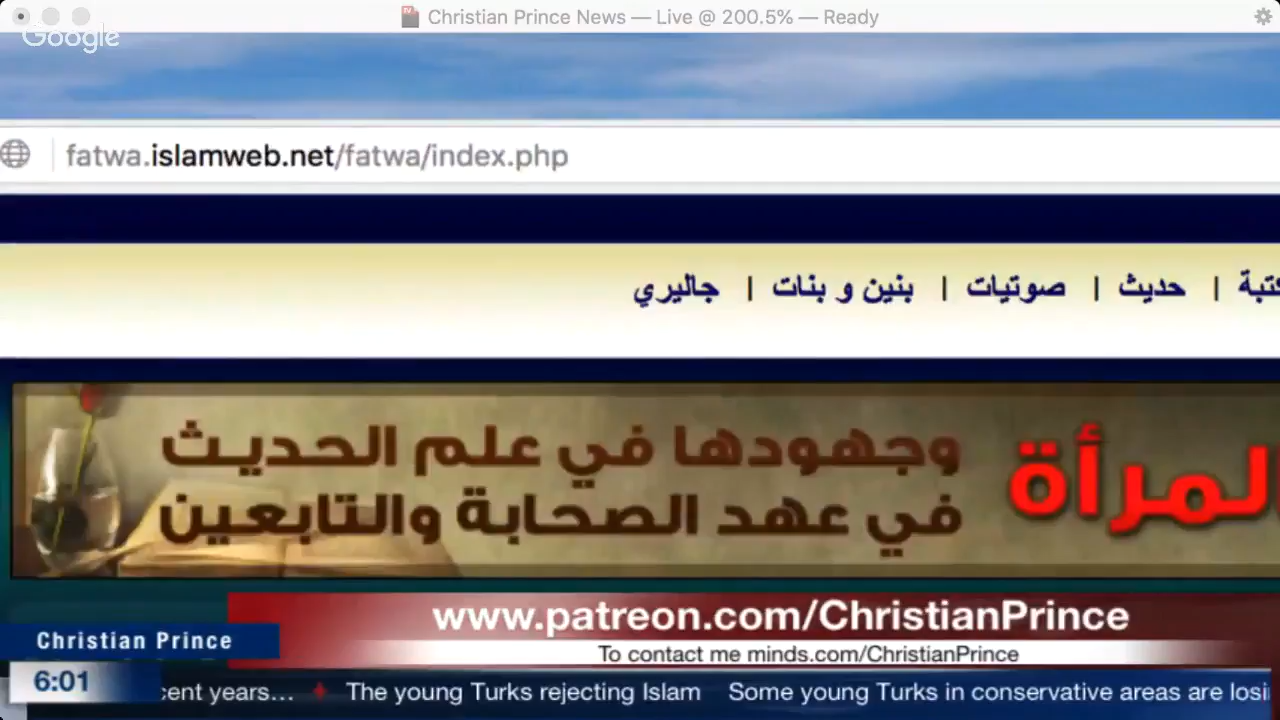 Christian Prince News — Live @ 200.5% — Ready
Google
fatwa.islamweb.net/fatwa/index.php
حديث | صوتيات | بنين و بنات | جاليري
وجهودها في علم الحديث
في عهد الصحابة والتابعين
www.patreon.com/ChristianPrince
To contact me minds.com/ChristianPrince
Christian Prince
6:01
years... ♦ The young Turks rejecting Islam Some young Turks in conservative areas are